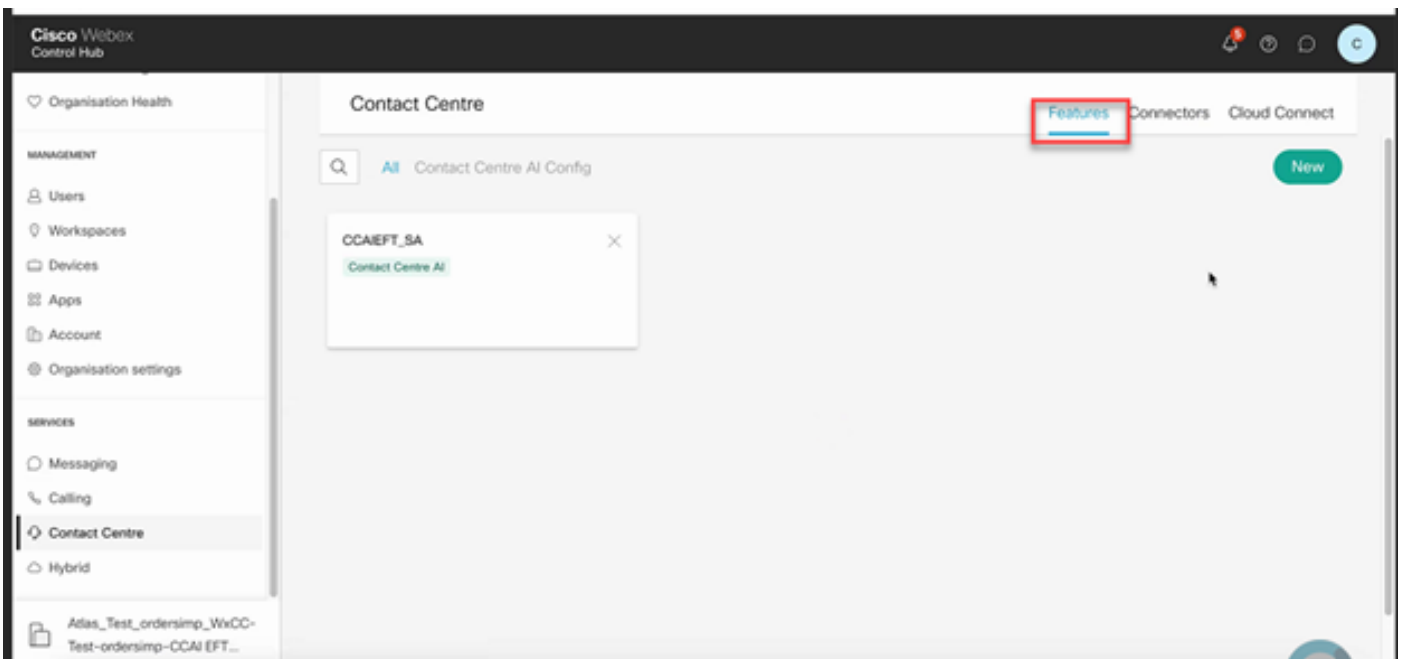 Cisco Webex
Control Hub
5
C
Organisation Health
MANAGEMENT
Users
Workspaces
Devices
Apps
Account
Organisation settings
SERVICES
Messaging
Calling
Contact Centre
Hybrid
Atlas_Test_ordersimp_WxCC-
Test-ordersimp-CCAI EFT...
Contact Centre
Features Connectors Cloud Connect
All Contact Centre AI Config
New
CCAIEFT_SA
Contact Centre AI